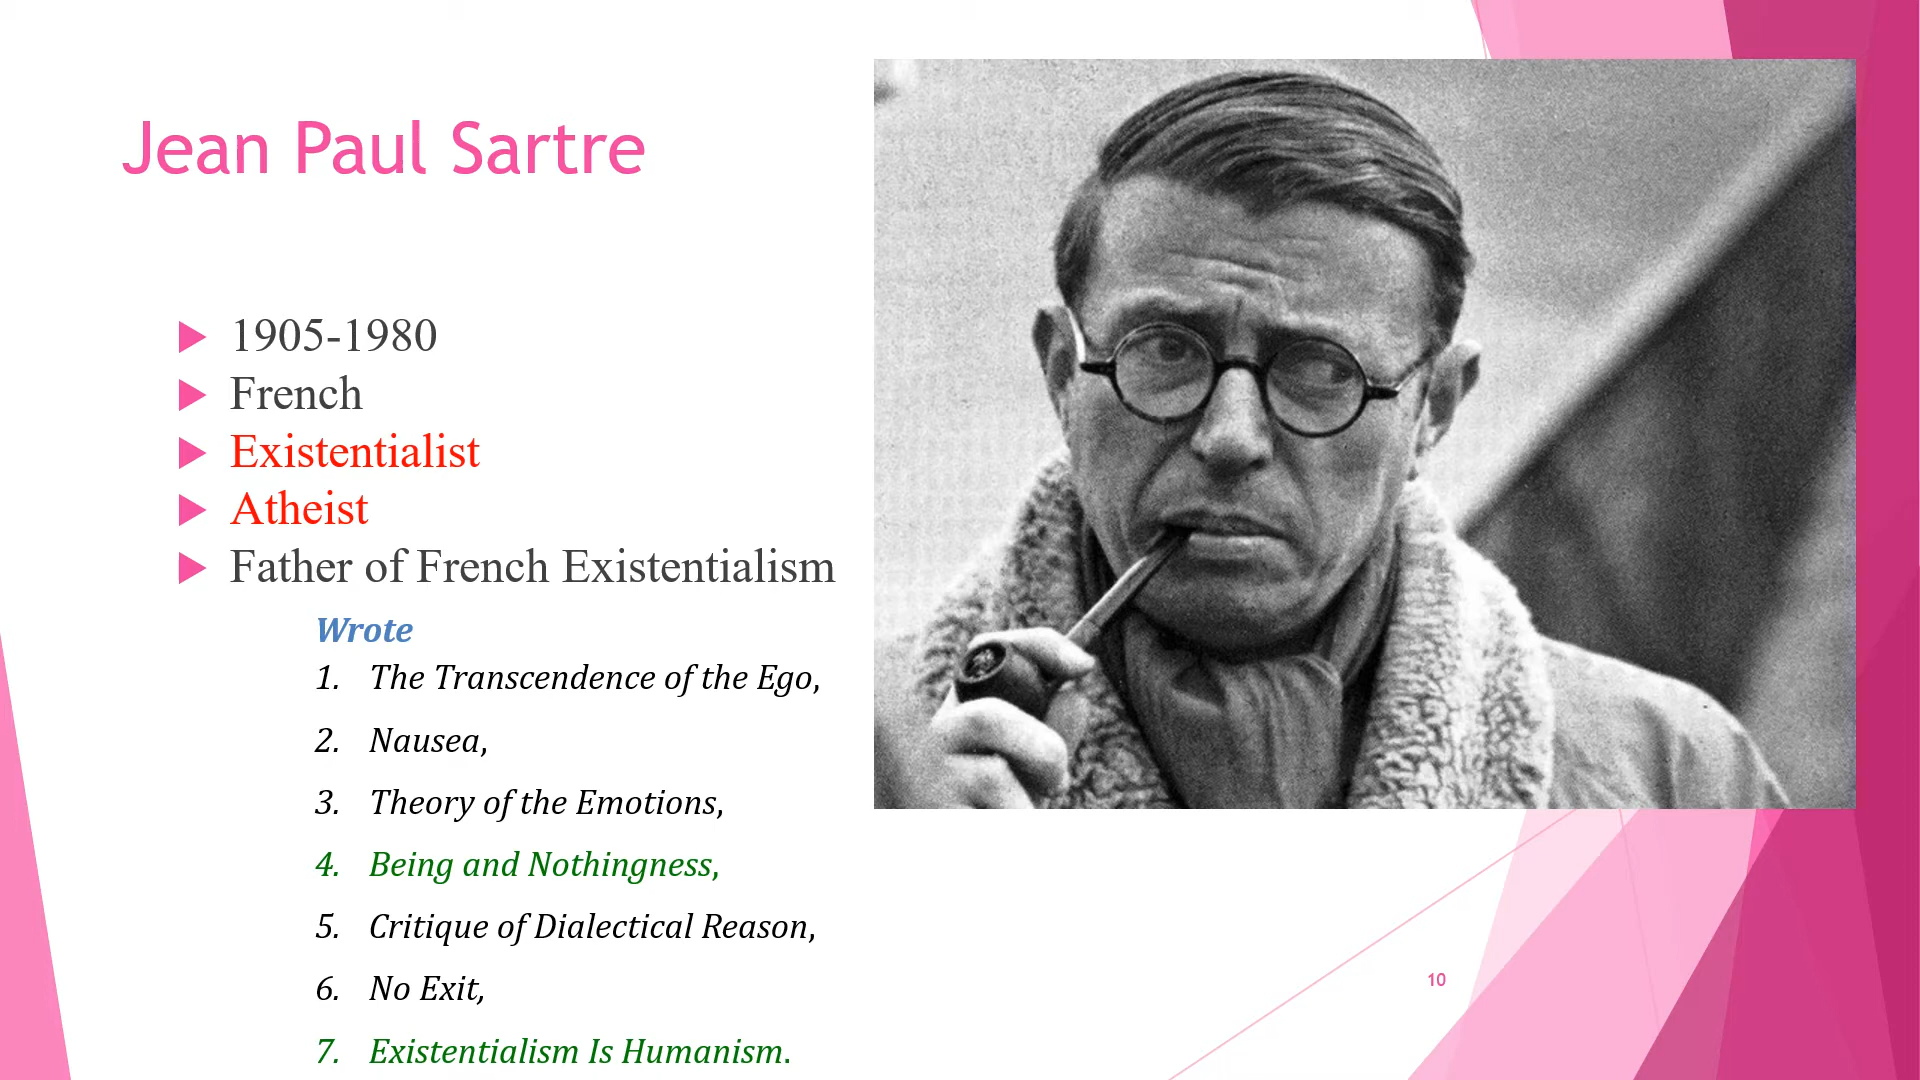 Jean Paul Sartre
1905-1980
French
Existentialist
Atheist
Father of French Existentialism
Wrote
1. The Transcendence of the Ego,
2. Nausea,
3. Theory of the Emotions,
4. Being and Nothingness,
5. Critique of Dialectical Reason,
6. No Exit,
7. Existentialism Is Humanism.
10